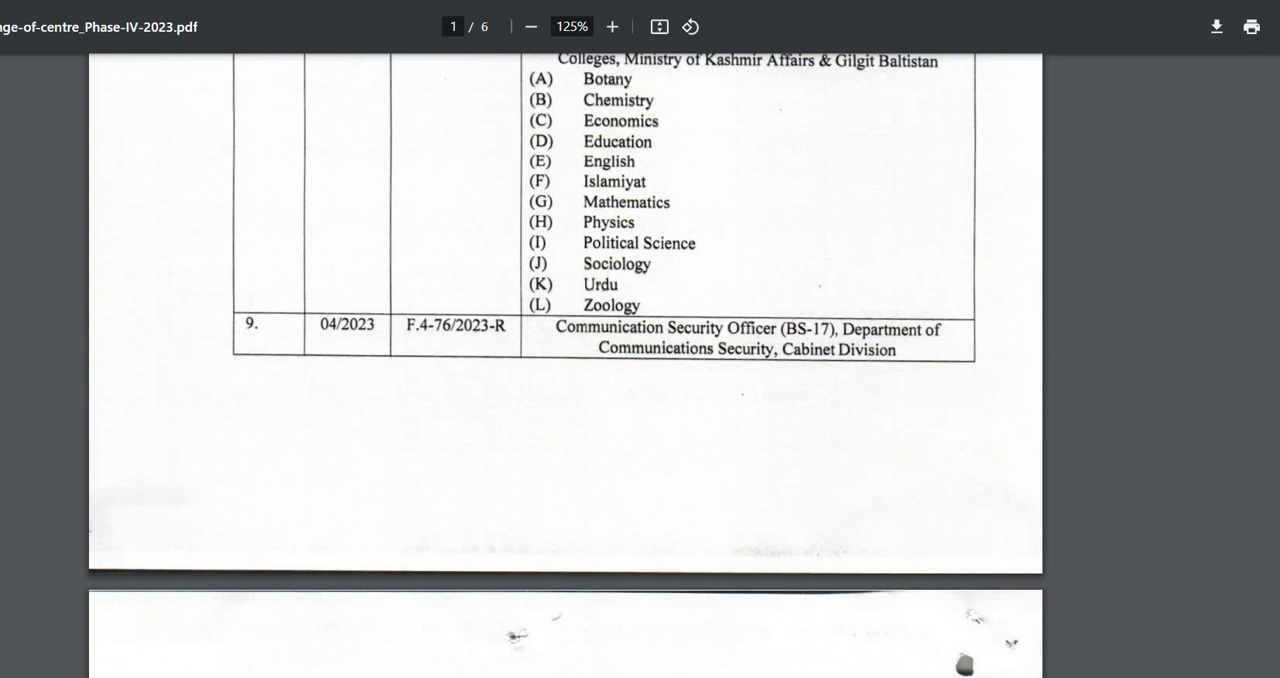 nge-of-centre_Phase-IV-2023.pdf
1 / 6
125%
Colleges, Ministry of Kashmir Affairs & Gilgit Baltistan
(A) Botany
(B) Chemistry
(C) Economics
(D) Education
(E) English
(F) Islamiyat
(G) Mathematics
(H) Physics
(I) Political Science
(J) Sociology
(K) Urdu
(L) Zoology
9. 04/2023 F.4-76/2023-R Communication Security Officer (BS-17), Department of
Communications Security, Cabinet Division